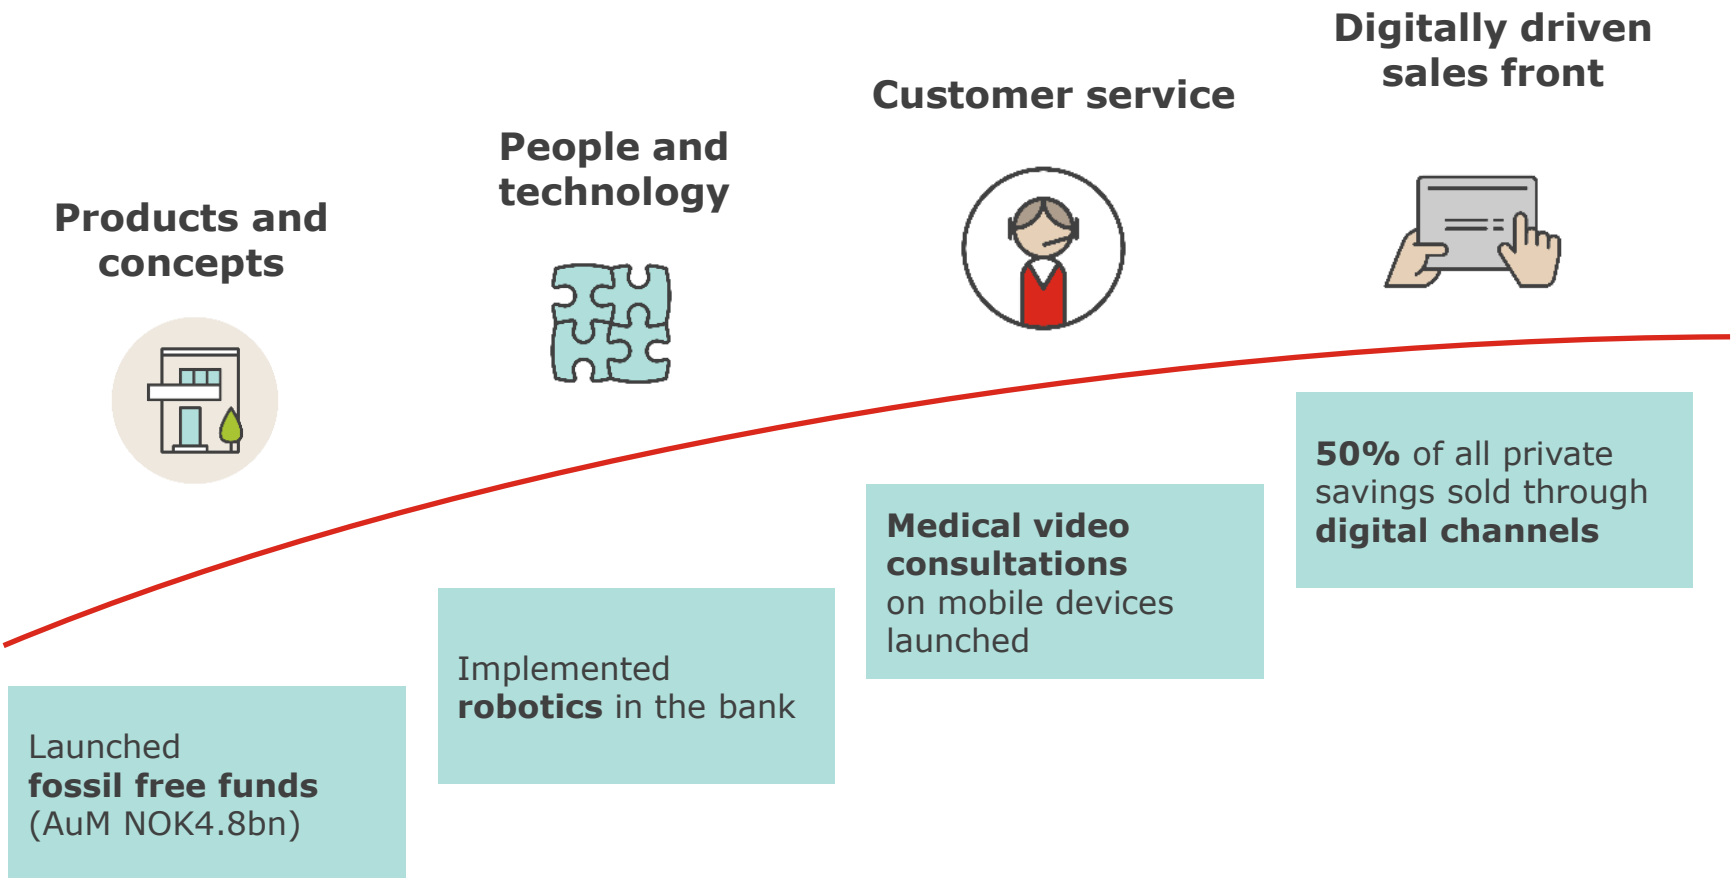 Products and
concepts
Launched
fossil free funds
(AuM NOK4.8bn)
People and
technology
Implemented
robotics in the bank
Customer service
Medical video
consultations
on mobile devices
launched
Digitally driven
sales front
50% of all private
savings sold through
digital channels